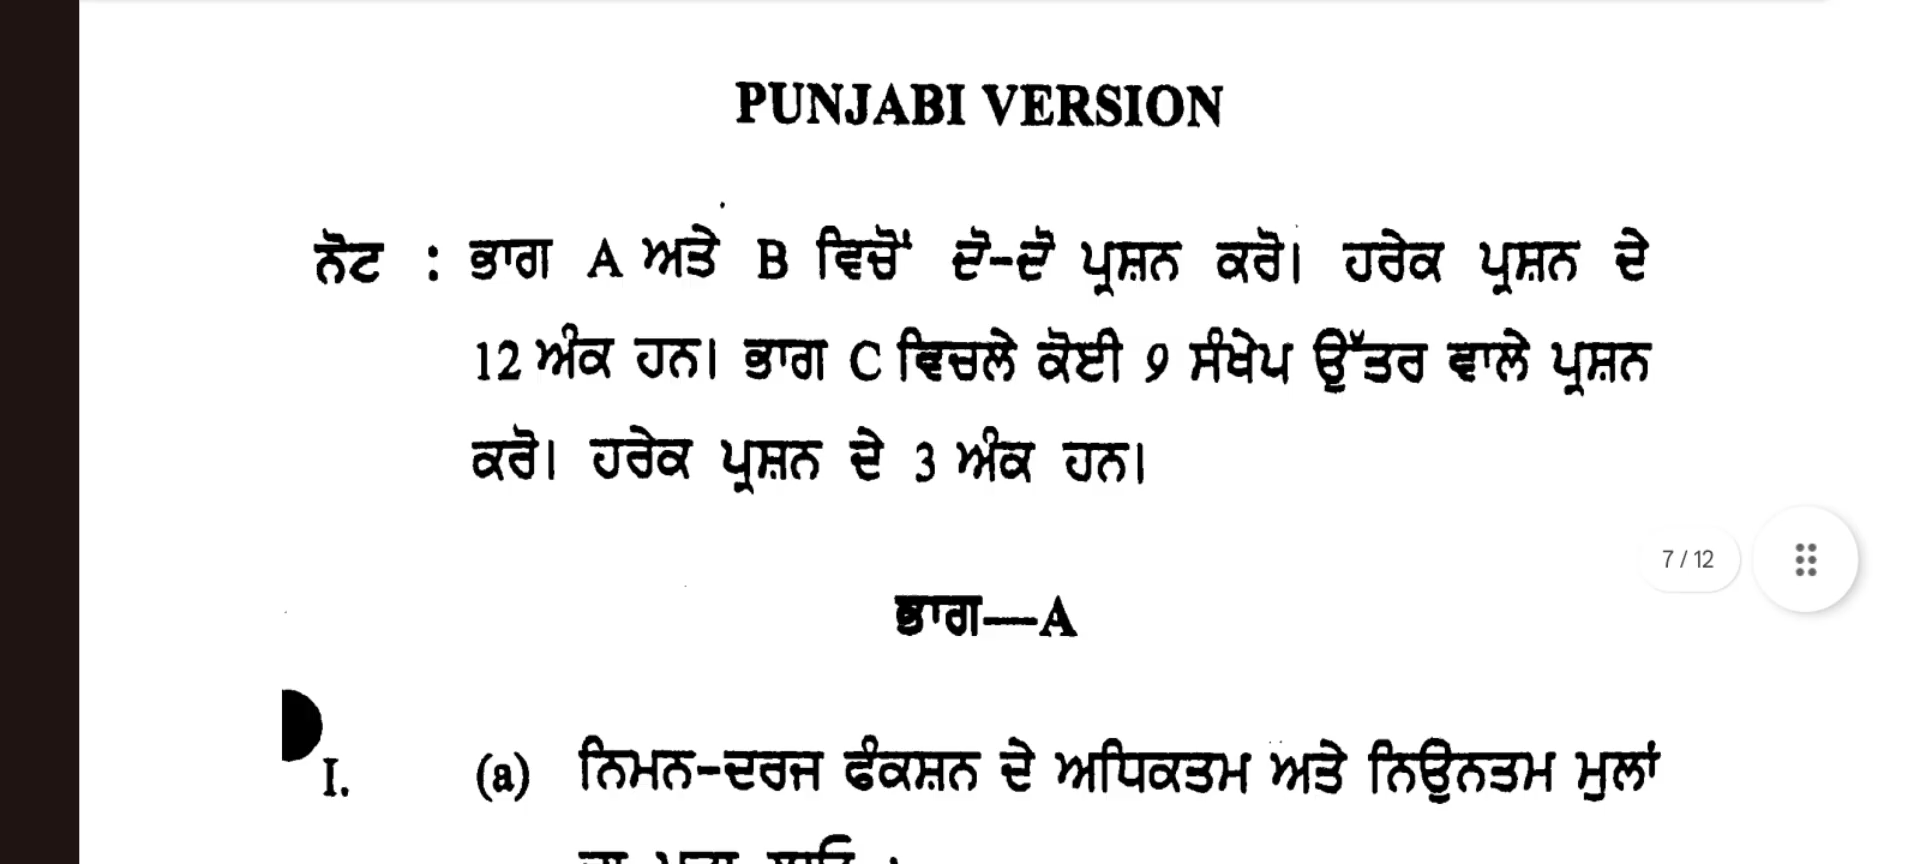 PUNJABI VERSION
ਨੋਟ : ਭਾਗ A ਅਤੇ B ਵਿਚੋਂ ਦੋ-ਦੋ ਪ੍ਰਸ਼ਨ ਕਰੋ। ਹਰੇਕ ਪ੍ਰਸ਼ਨ ਦੇ
12 ਅੰਕ ਹਨ। ਭਾਗ C ਵਿਚਲੇ ਕੋਈ 9 ਸੰਖੇਪ ਉੱਤਰ ਵਾਲੇ ਪ੍ਰਸ਼ਨ
ਕਰੋ। ਹਰੇਕ ਪ੍ਰਸ਼ਨ ਦੇ 3 ਅੰਕ ਹਨ।
7 / 12
ਭਾਗ—A
I. (a) ਨਿਮਨ-ਦਰਜ ਫੰਕਸ਼ਨ ਦੇ ਅਧਿਕਤਮ ਅਤੇ ਨਿਊਨਤਮ ਮੁਲਾਂ